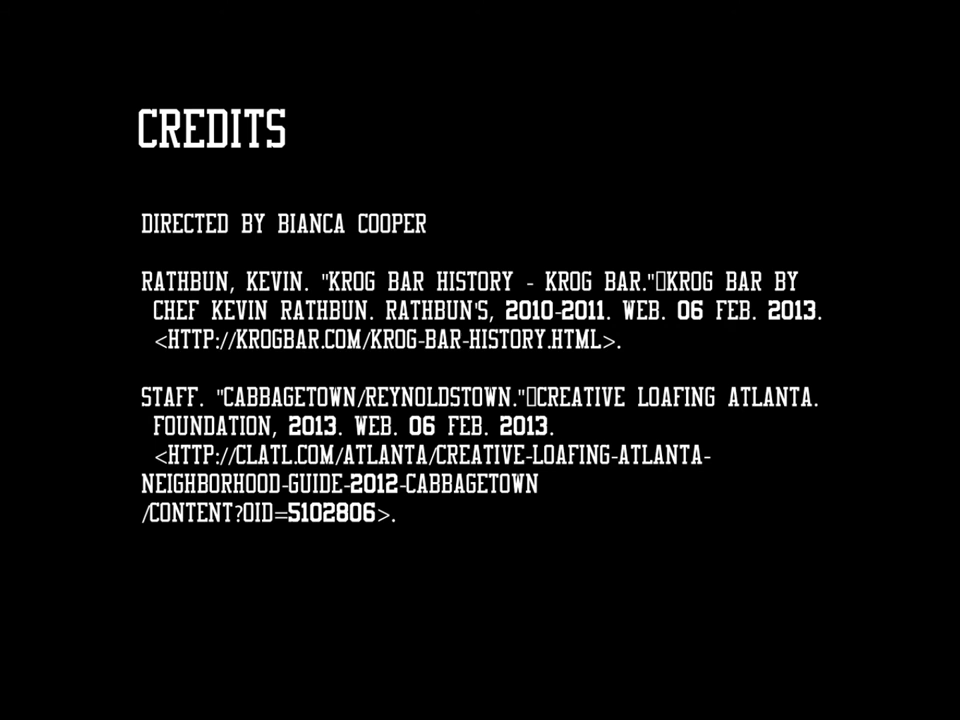 CREDITS
DIRECTED BY BIANCA COOPER
RATHBUN, KEVIN. "KROG BAR HISTORY - KROG BAR."▯KROG BAR BY
CHEF KEVIN RATHBUN. RATHBUN'S, 2010-2011. WEB. 06 FEB. 2013.
<HTTP://KROGBAR.COM/KROG-BAR-HISTORY.HTML>.
STAFF. "CABBAGETOWN/REYNOLDSTOWN."▯CREATIVE LOAFING ATLANTA.
FOUNDATION, 2013. WEB. 06 FEB. 2013.
<HTTP://CLATL.COM/ATLANTA/CREATIVE-LOAFING-ATLANTA-
NEIGHBORHOOD-GUIDE-2012-CABBAGETOWN
/CONTENT?OID=5102806>.